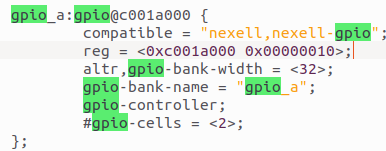 gpio_a:gpio@c001a000 {
compatible = "nexell,nexell-gpio";
reg = <0xc001a000 0x00000010>;
altr,gpio-bank-width = <32>;
gpio-bank-name = "gpio_a";
gpio-controller;
#gpio-cells = <2>;
};